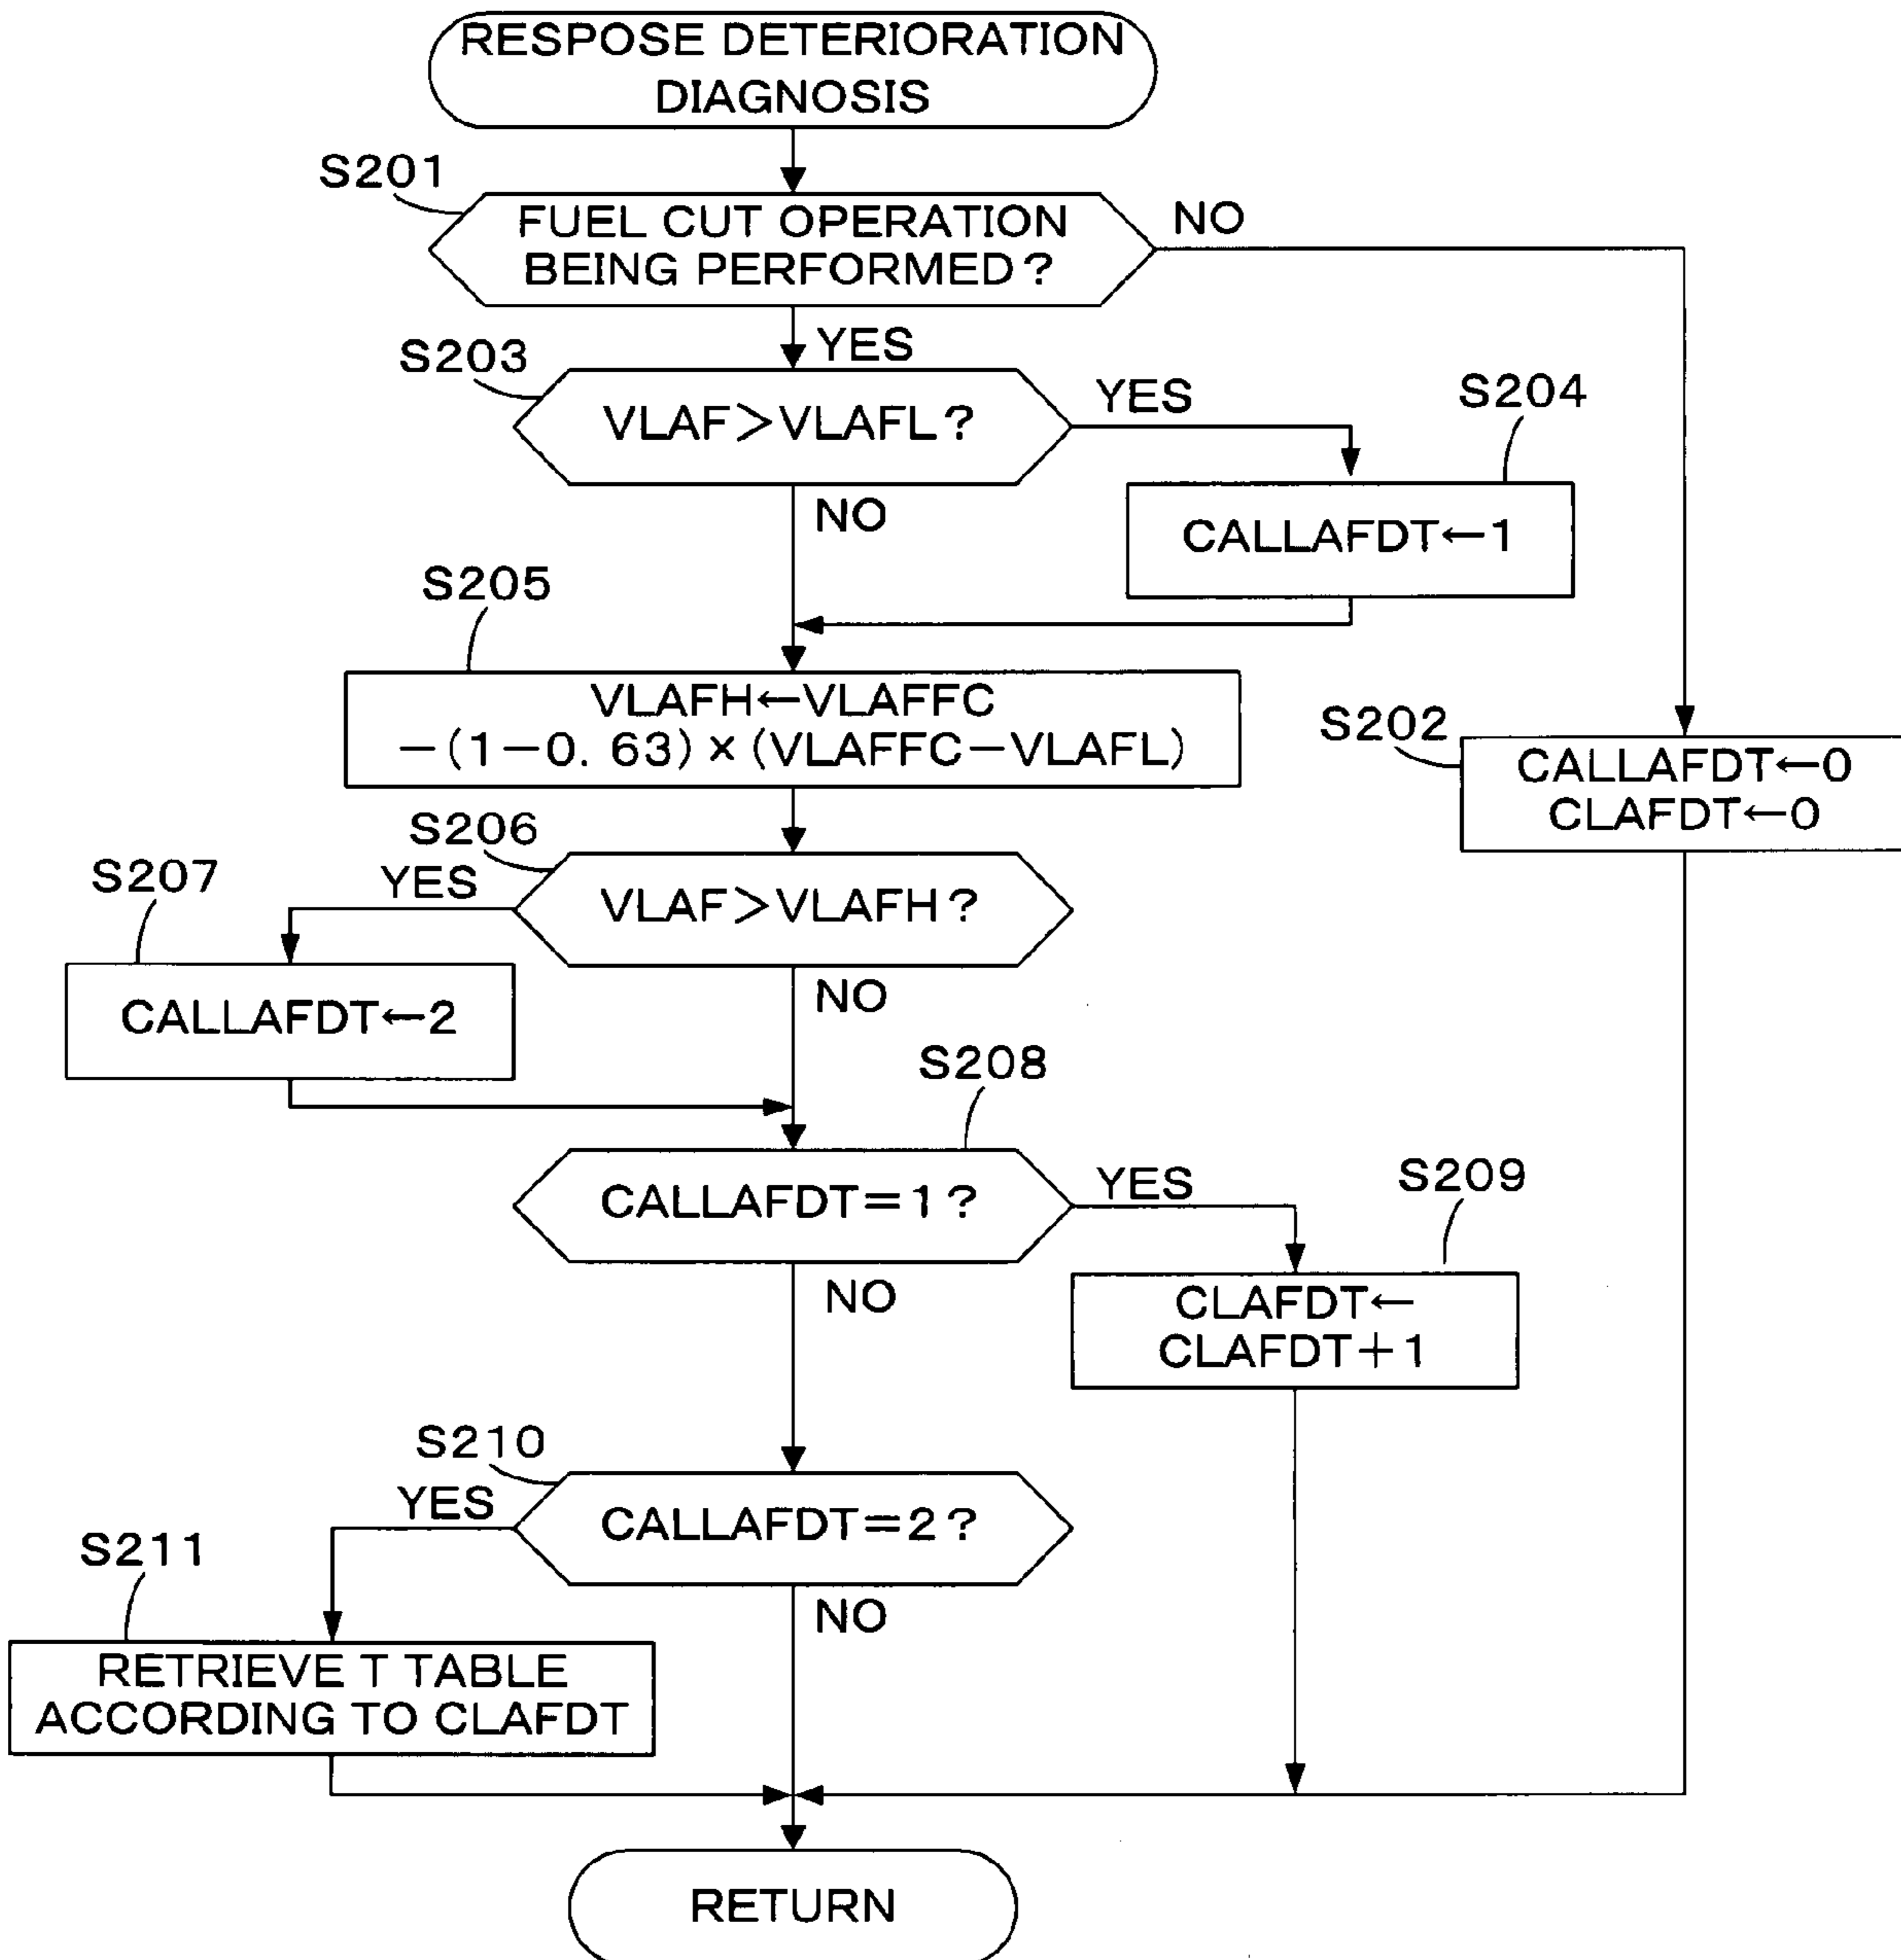 RESPOSE DETERIORATION
DIAGNOSIS
S201
FUEL CUT OPERATION
BEING PERFORMED?
NO
YES
S203
VLAF>VLAFL?
YES
S204
NO
CALLAFDT←1
S205
VLAFH←VLAFFC
-(1-0.63)×(VLAFFC-VLAFL)
S202
CALLAFDT←0
CLAFDT←0
S206
YES
VLAF>VLAFH?
S207
NO
CALLAFDT←2
S208
CALLAFDT=1?
YES
S209
NO
CLAFDT←
CLAFDT+1
S210
YES
CALLAFDT=2?
S211
NO
RETRIEVE T TABLE
ACCORDING TO CLAFDT
RETURN